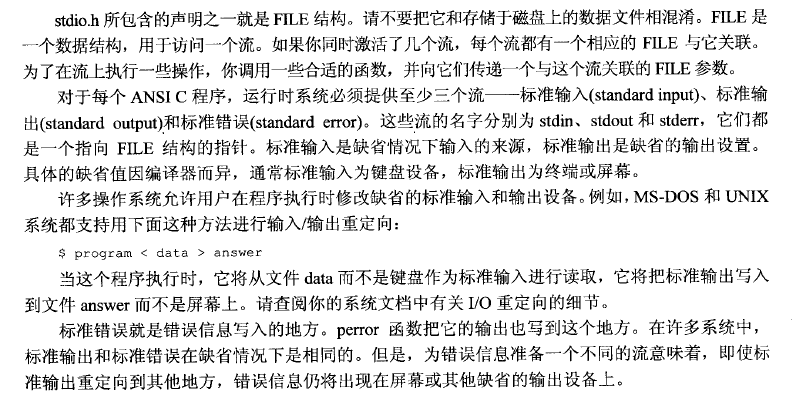 stdio.h 所包含的声明之一就是 FILE 结构。请不要把它和存储于磁盘上的数据文件相混淆。FILE 是
一个数据结构，用于访问一个流。如果你同时激活了几个流，每个流都有一个相应的 FILE 与它关联。
为了在流上执行一些操作，你调用一些合适的函数，并向它们传递一个与这个流关联的 FILE 参数。
对于每个 ANSI C 程序，运行时系统必须提供至少三个流——标准输入(standard input)、标准输
出(standard output)和标准错误(standard error)。这些流的名字分别为 stdin、stdout 和 stderr，它们都
是一个指向 FILE 结构的指针。标准输入是缺省情况下输入的来源，标准输出是缺省的输出设置。
具体的缺省值因编译器而异，通常标准输入为键盘设备，标准输出为终端或屏幕。
许多操作系统允许用户在程序执行时修改缺省的标准输入和输出设备。例如，MS-DOS 和 UNIX
系统都支持用下面这种方法进行输入/输出重定向：
$ program < data > answer
当这个程序执行时，它将从文件 data 而不是键盘作为标准输入进行读取，它将把标准输出写入
到文件 answer 而不是屏幕上。请查阅你的系统文档中有关 I/O 重定向的细节。
标准错误就是错误信息写入的地方。perror 函数把它的输出也写到这个地方。在许多系统中，
标准输出和标准错误在缺省情况下是相同的。但是，为错误信息准备一个不同的流意味着，即使标
准输出重定向到其他地方，错误信息仍将出现在屏幕或其他缺省的输出设备上。